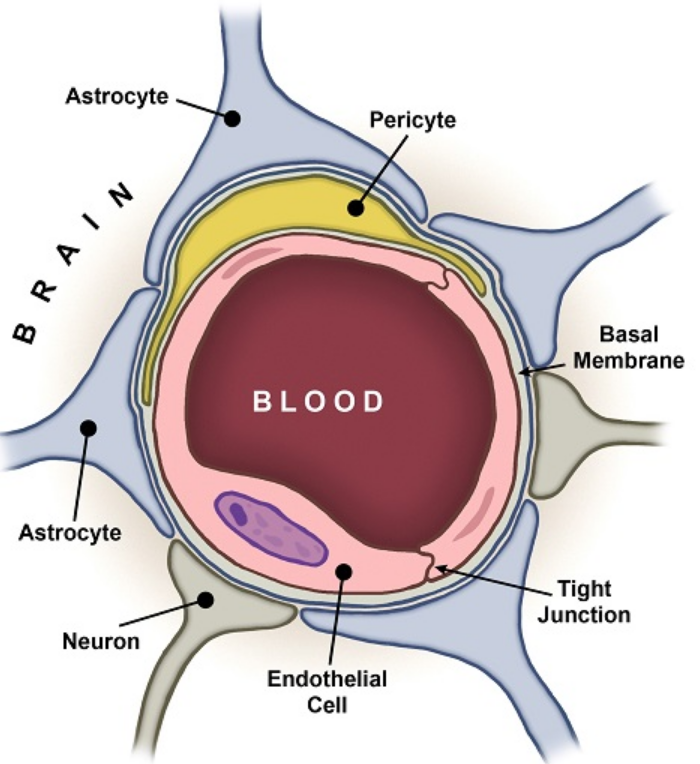 Astrocyte
Pericyte
BRAIN
Basal
Membrane
BLOOD
Astrocyte
Tight
Junction
Neuron
Endothelial
Cell